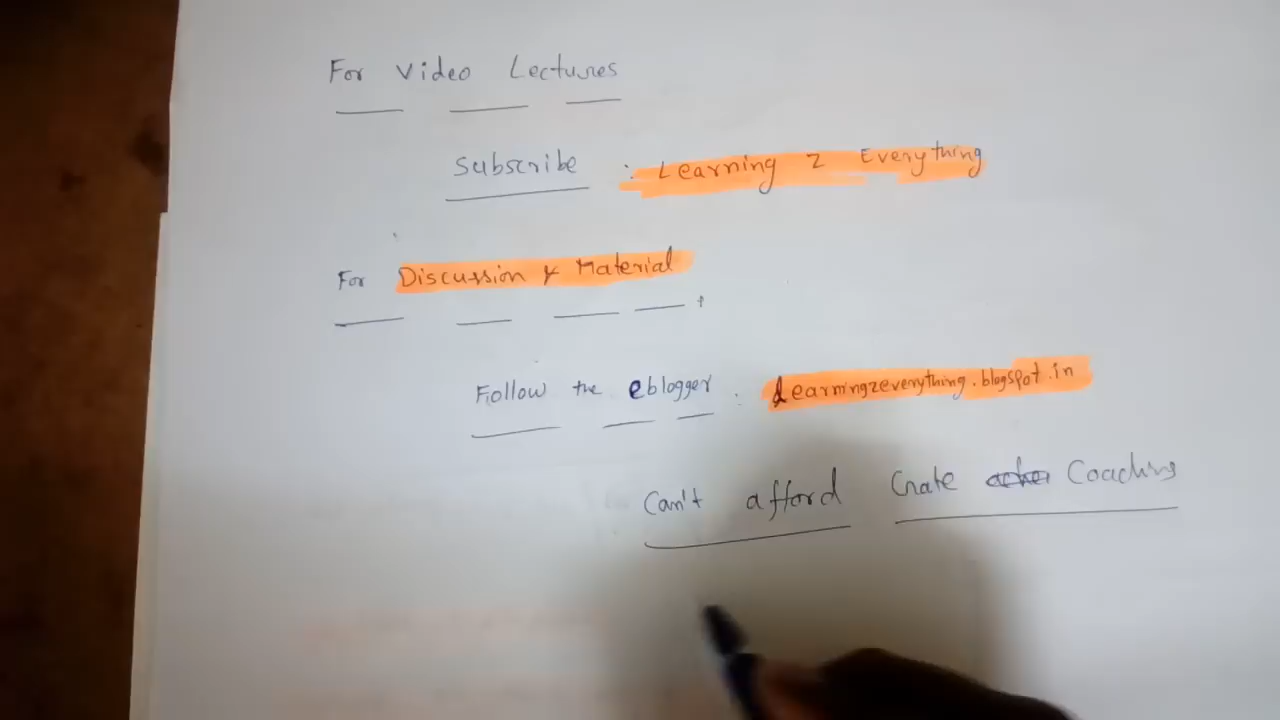 For Video Lectures
Subscribe : Learning 2 Everything
For Discussion & Material
Follow the eblogger : Learning2everything.blogspot.in
Can't afford Gate Coaching